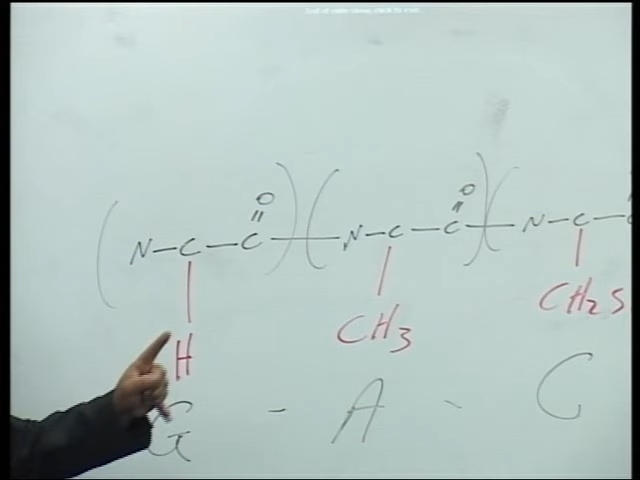 O O
( N-C-C ) ( N-C-C ) ( N-C-C
H CH3 CH2S
G - A - C